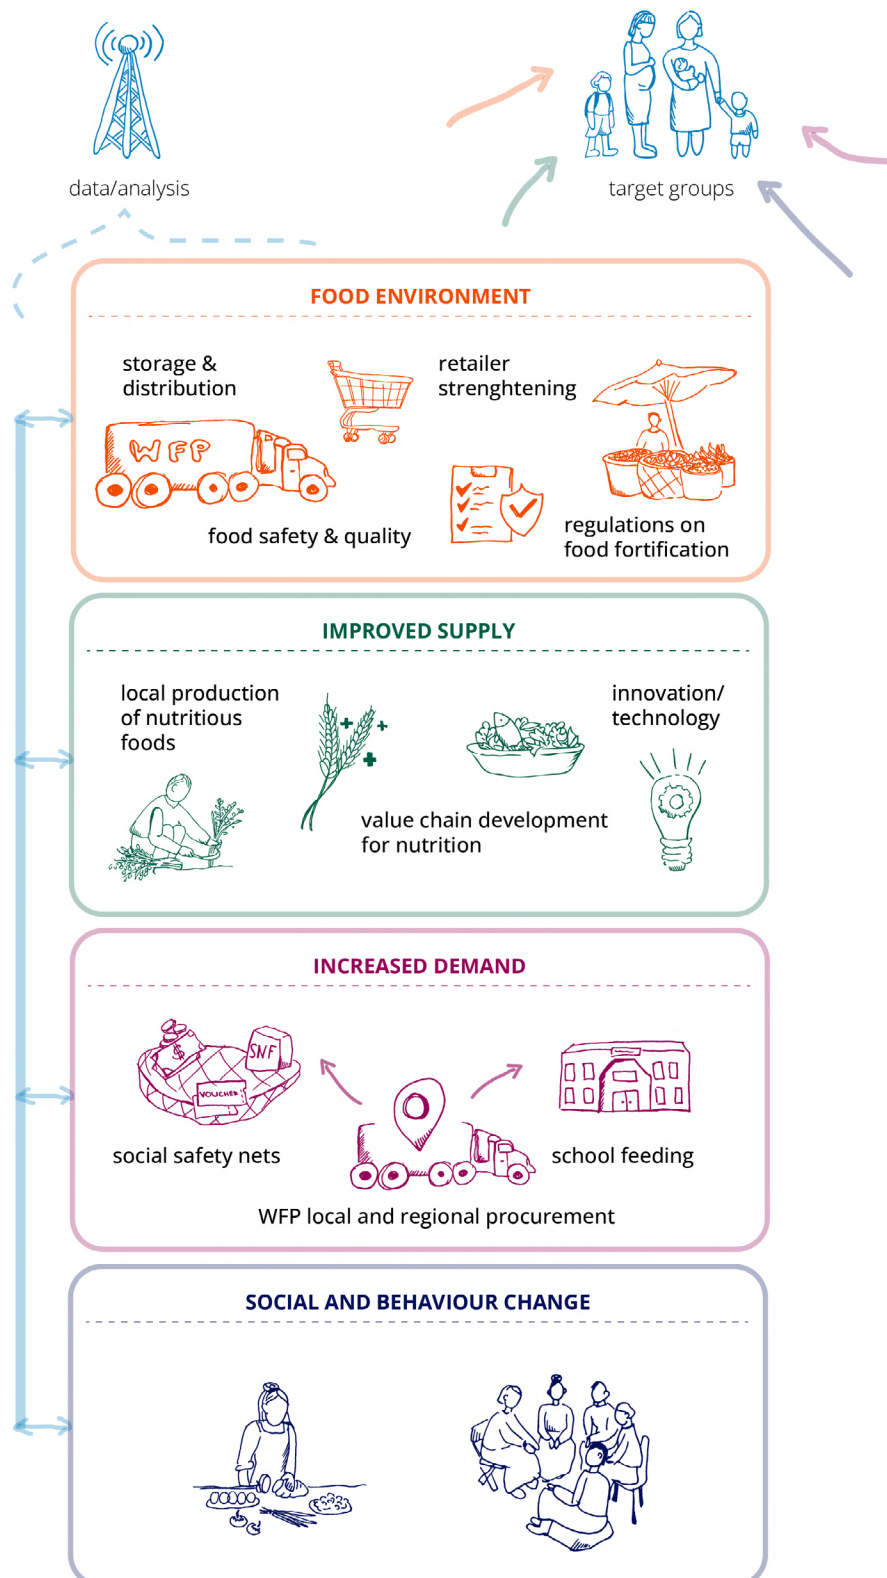 data/analysis
target groups
FOOD ENVIRONMENT
storage &
distribution
retailer
strenghtening
WFP
food safety & quality
regulations on
food fortification
IMPROVED SUPPLY
local production
of nutritious
foods
innovation/
technology
value chain development
for nutrition
INCREASED DEMAND
$
SNF
VOUCHER
social safety nets
school feeding
WFP local and regional procurement
SOCIAL AND BEHAVIOUR CHANGE